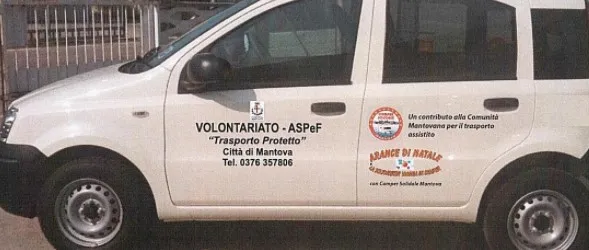 VOLONTARIATO - ASPeF
"Trasporto Protetto"
Città di Mantova
Tel. 0376 357806
Un contributo alla Comunità
Mantovana per il trasporto
assistito
ARANCE DI NATALE
con Camper Solidale Mantova